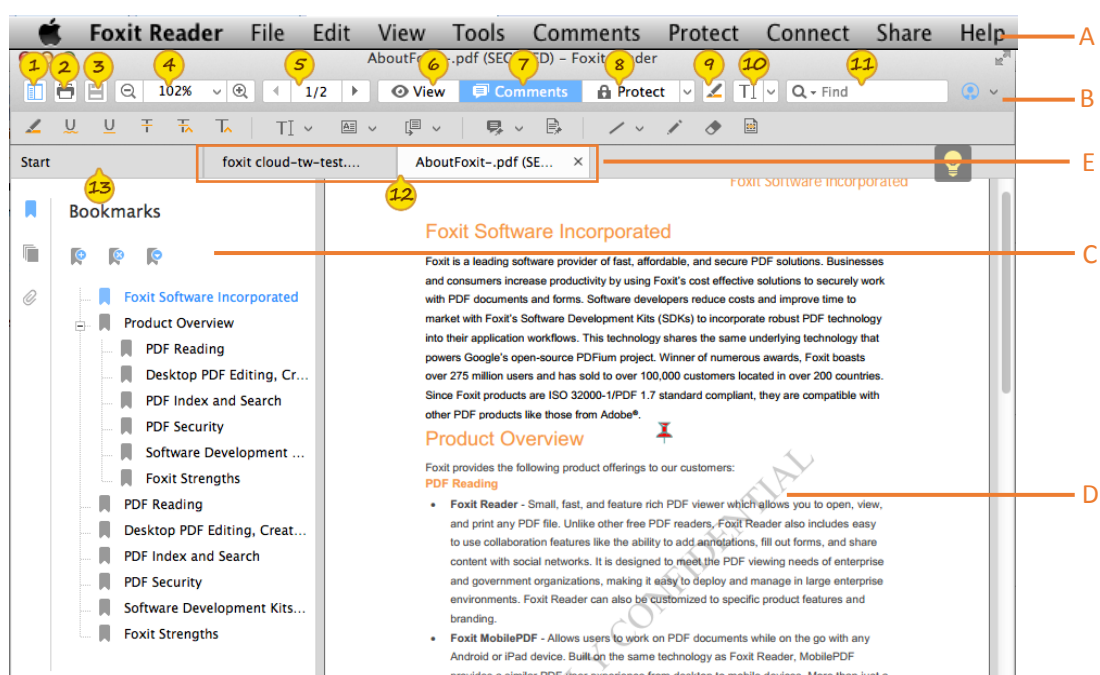 Foxit Reader File Edit View Tools Comments Protect Connect Share Help
A
1 2 3 4 5 6 7 8 9 10 11
102% 1/2 View Comments Protect TI Find
B
Start foxit cloud-tw-test.... AboutFoxit-.pdf (SE... ×
E
13 12
Foxit Software Incorporated
Bookmarks
Foxit Software Incorporated
Product Overview
PDF Reading
Desktop PDF Editing, Cr...
PDF Index and Search
PDF Security
Software Development ...
Foxit Strengths
PDF Reading
Desktop PDF Editing, Creat...
PDF Index and Search
PDF Security
Software Development Kits...
Foxit Strengths
C
Foxit Software Incorporated
Foxit is a leading software provider of fast, affordable, and secure PDF solutions. Businesses
and consumers increase productivity by using Foxit's cost effective solutions to securely work
with PDF documents and forms. Software developers reduce costs and improve time to
market with Foxit's Software Development Kits (SDKs) to incorporate robust PDF technology
into their application workflows. This technology shares the same underlying technology that
powers Google's open-source PDFium project. Winner of numerous awards, Foxit boasts
over 275 million users and has sold to over 100,000 customers located in over 200 countries.
Since Foxit products are ISO 32000-1/PDF 1.7 standard compliant, they are compatible with
other PDF products like those from Adobe®.
Product Overview
Foxit provides the following product offerings to our customers:
PDF Reading
D
• Foxit Reader - Small, fast, and feature rich PDF viewer which allows you to open, view,
and print any PDF file. Unlike other free PDF readers, Foxit Reader also includes easy
to use collaboration features like the ability to add annotations, fill out forms, and share
content with social networks. It is designed to meet the PDF viewing needs of enterprise
and government organizations, making it easy to deploy and manage in large enterprise
environments. Foxit Reader can also be customized to specific product features and
branding.
• Foxit MobilePDF - Allows users to work on PDF documents while on the go with any
Android or iPad device. Built on the same technology as Foxit Reader, MobilePDF
CONFIDENTIAL